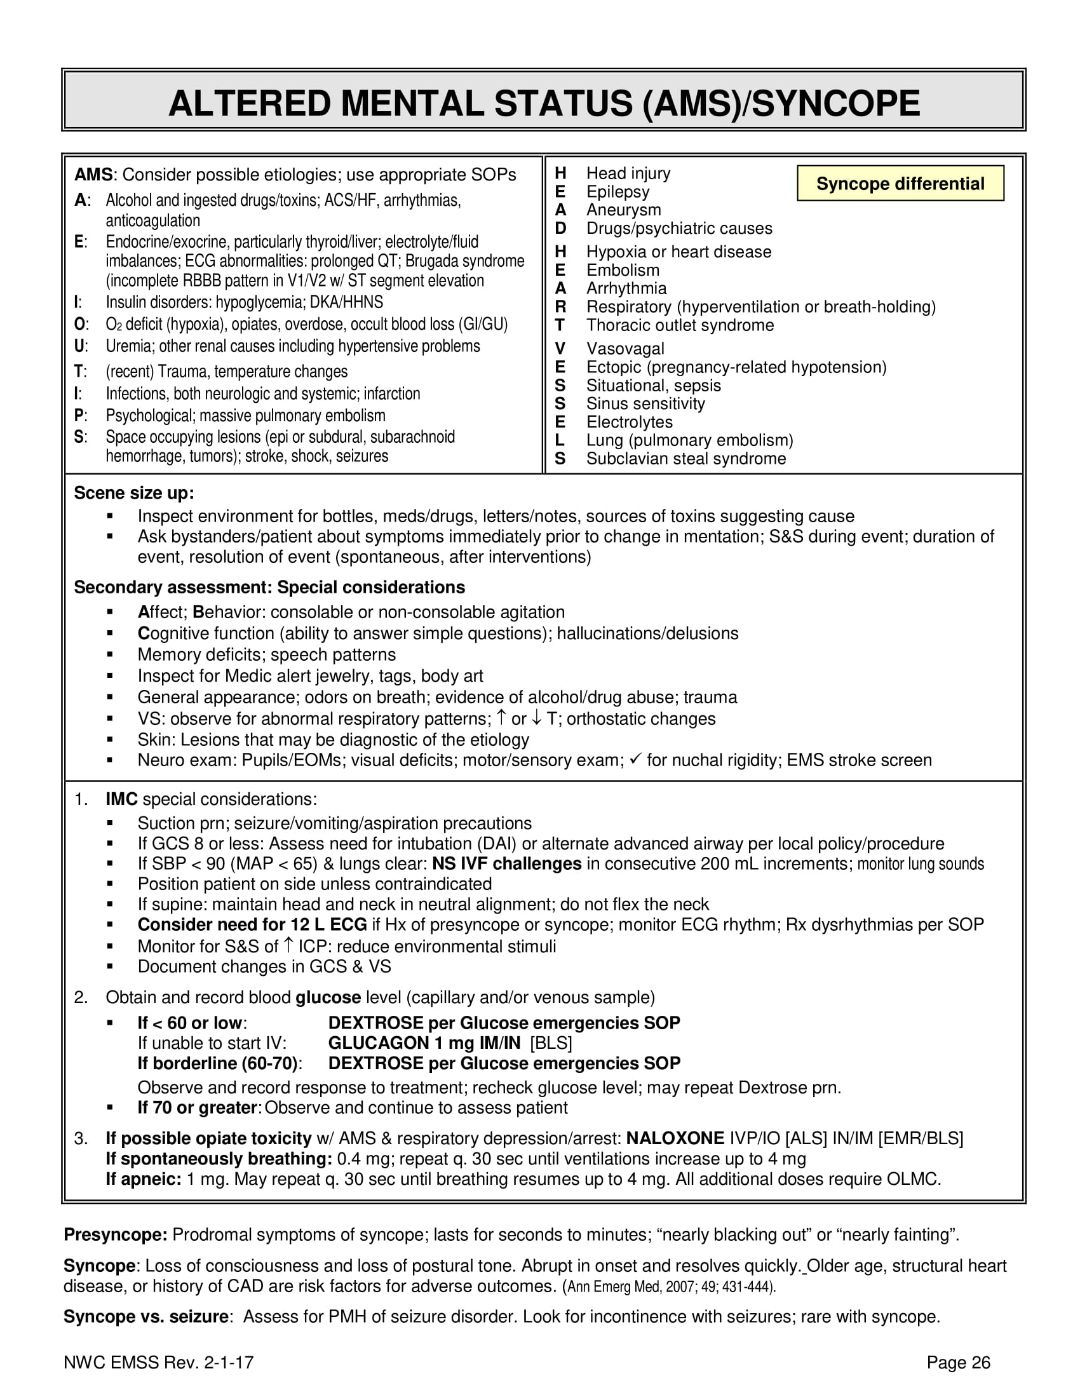 ALTERED MENTAL STATUS (AMS)/SYNCOPE
AMS: Consider possible etiologies; use appropriate SOPs
A: Alcohol and ingested drugs/toxins; ACS/HF, arrhythmias,
anticoagulation
E: Endocrine/exocrine, particularly thyroid/liver; electrolyte/fluid
imbalances; ECG abnormalities: prolonged QT; Brugada syndrome
(incomplete RBBB pattern in V1/V2 w/ ST segment elevation
I: Insulin disorders: hypoglycemia; DKA/HHNS
O: O2 deficit (hypoxia), opiates, overdose, occult blood loss (GI/GU)
U: Uremia; other renal causes including hypertensive problems
T: (recent) Trauma, temperature changes
I: Infections, both neurologic and systemic; infarction
P: Psychological; massive pulmonary embolism
S: Space occupying lesions (epi or subdural, subarachnoid
hemorrhage, tumors); stroke, shock, seizures
Syncope differential
H Head injury
E Epilepsy
A Aneurysm
D Drugs/psychiatric causes
H Hypoxia or heart disease
E Embolism
A Arrhythmia
R Respiratory (hyperventilation or breath-holding)
T Thoracic outlet syndrome
V Vasovagal
E Ectopic (pregnancy-related hypotension)
S Situational, sepsis
S Sinus sensitivity
E Electrolytes
L Lung (pulmonary embolism)
S Subclavian steal syndrome
Scene size up:
▪ Inspect environment for bottles, meds/drugs, letters/notes, sources of toxins suggesting cause
▪ Ask bystanders/patient about symptoms immediately prior to change in mentation; S&S during event; duration of
event, resolution of event (spontaneous, after interventions)
Secondary assessment: Special considerations
▪ Affect; Behavior: consolable or non-consolable agitation
▪ Cognitive function (ability to answer simple questions); hallucinations/delusions
▪ Memory deficits; speech patterns
▪ Inspect for Medic alert jewelry, tags, body art
▪ General appearance; odors on breath; evidence of alcohol/drug abuse; trauma
▪ VS: observe for abnormal respiratory patterns; ↑ or ↓ T; orthostatic changes
▪ Skin: Lesions that may be diagnostic of the etiology
▪ Neuro exam: Pupils/EOMs; visual deficits; motor/sensory exam; ✓ for nuchal rigidity; EMS stroke screen
1. IMC special considerations:
▪ Suction prn; seizure/vomiting/aspiration precautions
▪ If GCS 8 or less: Assess need for intubation (DAI) or alternate advanced airway per local policy/procedure
▪ If SBP < 90 (MAP < 65) & lungs clear: NS IVF challenges in consecutive 200 mL increments; monitor lung sounds
▪ Position patient on side unless contraindicated
▪ If supine: maintain head and neck in neutral alignment; do not flex the neck
▪ Consider need for 12 L ECG if Hx of presyncope or syncope; monitor ECG rhythm; Rx dysrhythmias per SOP
▪ Monitor for S&S of ↑ ICP: reduce environmental stimuli
▪ Document changes in GCS & VS
2. Obtain and record blood glucose level (capillary and/or venous sample)
▪ If < 60 or low: DEXTROSE per Glucose emergencies SOP
If unable to start IV: GLUCAGON 1 mg IM/IN [BLS]
If borderline (60-70): DEXTROSE per Glucose emergencies SOP
Observe and record response to treatment; recheck glucose level; may repeat Dextrose prn.
▪ If 70 or greater: Observe and continue to assess patient
3. If possible opiate toxicity w/ AMS & respiratory depression/arrest: NALOXONE IVP/IO [ALS] IN/IM [EMR/BLS]
If spontaneously breathing: 0.4 mg; repeat q. 30 sec until ventilations increase up to 4 mg
If apneic: 1 mg. May repeat q. 30 sec until breathing resumes up to 4 mg. All additional doses require OLMC.
Presyncope: Prodromal symptoms of syncope; lasts for seconds to minutes; “nearly blacking out” or “nearly fainting”.
Syncope: Loss of consciousness and loss of postural tone. Abrupt in onset and resolves quickly. Older age, structural heart
disease, or history of CAD are risk factors for adverse outcomes. (Ann Emerg Med, 2007; 49; 431-444).
Syncope vs. seizure: Assess for PMH of seizure disorder. Look for incontinence with seizures; rare with syncope.
NWC EMSS Rev. 2-1-17 Page 26